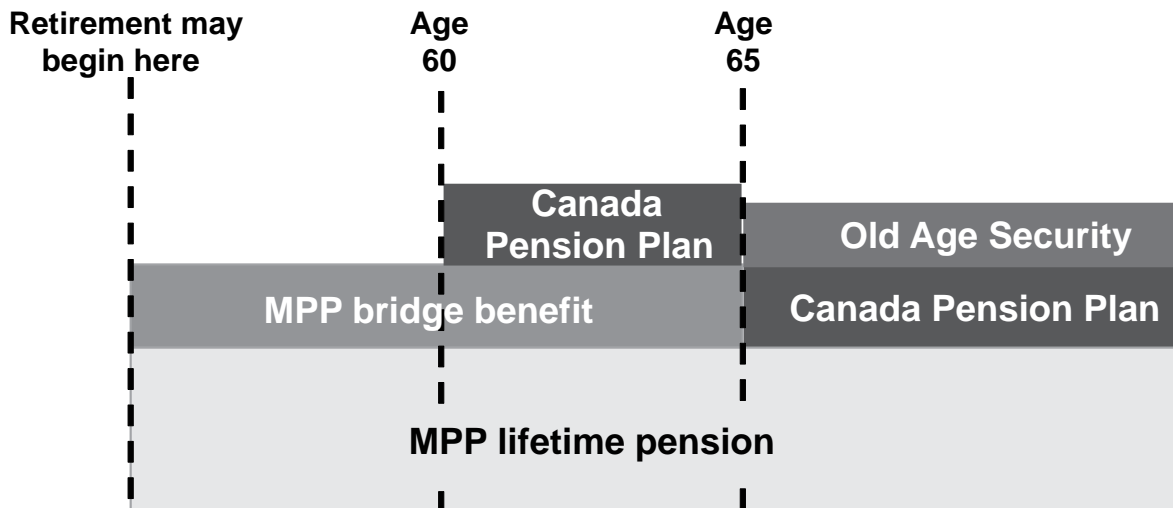 Retirement may
begin here
Age
60
Age
65
Canada
Pension Plan
Old Age Security
MPP bridge benefit
Canada Pension Plan
MPP lifetime pension